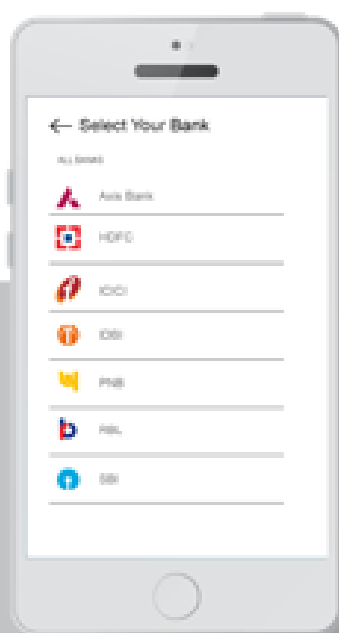 ← Select Your Bank
ALL BANKS
Axis Bank
HDFC
ICICI
IDBI
PNB
RBL
SBI